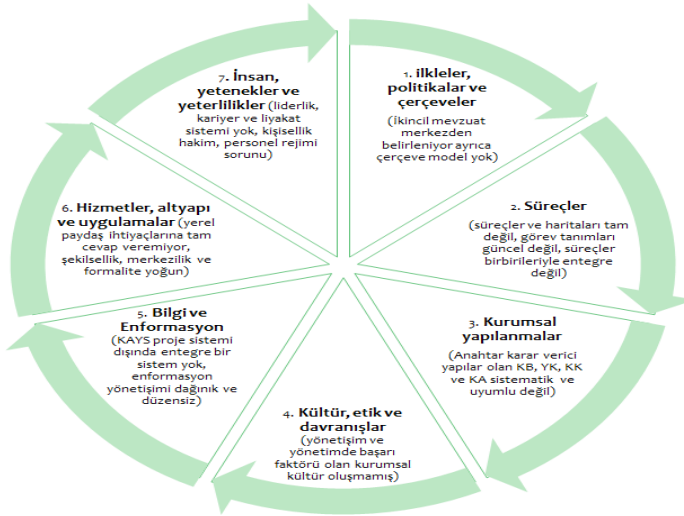 1. ilkleler,
politikalar ve
çerçeveler
(İkincil mevzuat
merkezden
belirleniyor ayrıca
çerçeve model yok)
2. Süreçler
(süreçler ve haritaları tam
değil, görev tanımları
güncel değil, süreçler
birbirileriyle entegre
değil)
3. Kurumsal
yapılanmalar
(Anahtar karar verici
yapılar olan KB, YK, KK
ve KA sistematik ve
uyumlu değil)
4. Kültür, etik ve
davranışlar
(yönetişim ve
yönetimde başarı
faktörü olan kurumsal
kültür oluşmamış)
5. Bilgi ve
Enformasyon
(KAYS proje sistemi
dışında entegre bir
sistem yok,
enformasyon
yönetişimi dağınık ve
düzensiz)
6. Hizmetler, altyapı
ve uygulamalar (yerel
paydaş ihtiyaçlarına tam
cevap veremiyor,
şekilsellik, merkezilik ve
formalite yoğun)
7. İnsan,
yetenekler ve
yeterlilikler (liderlik,
kariyer ve liyakat
sistemi yok, kişisellik
hakim, personel rejimi
sorunu)